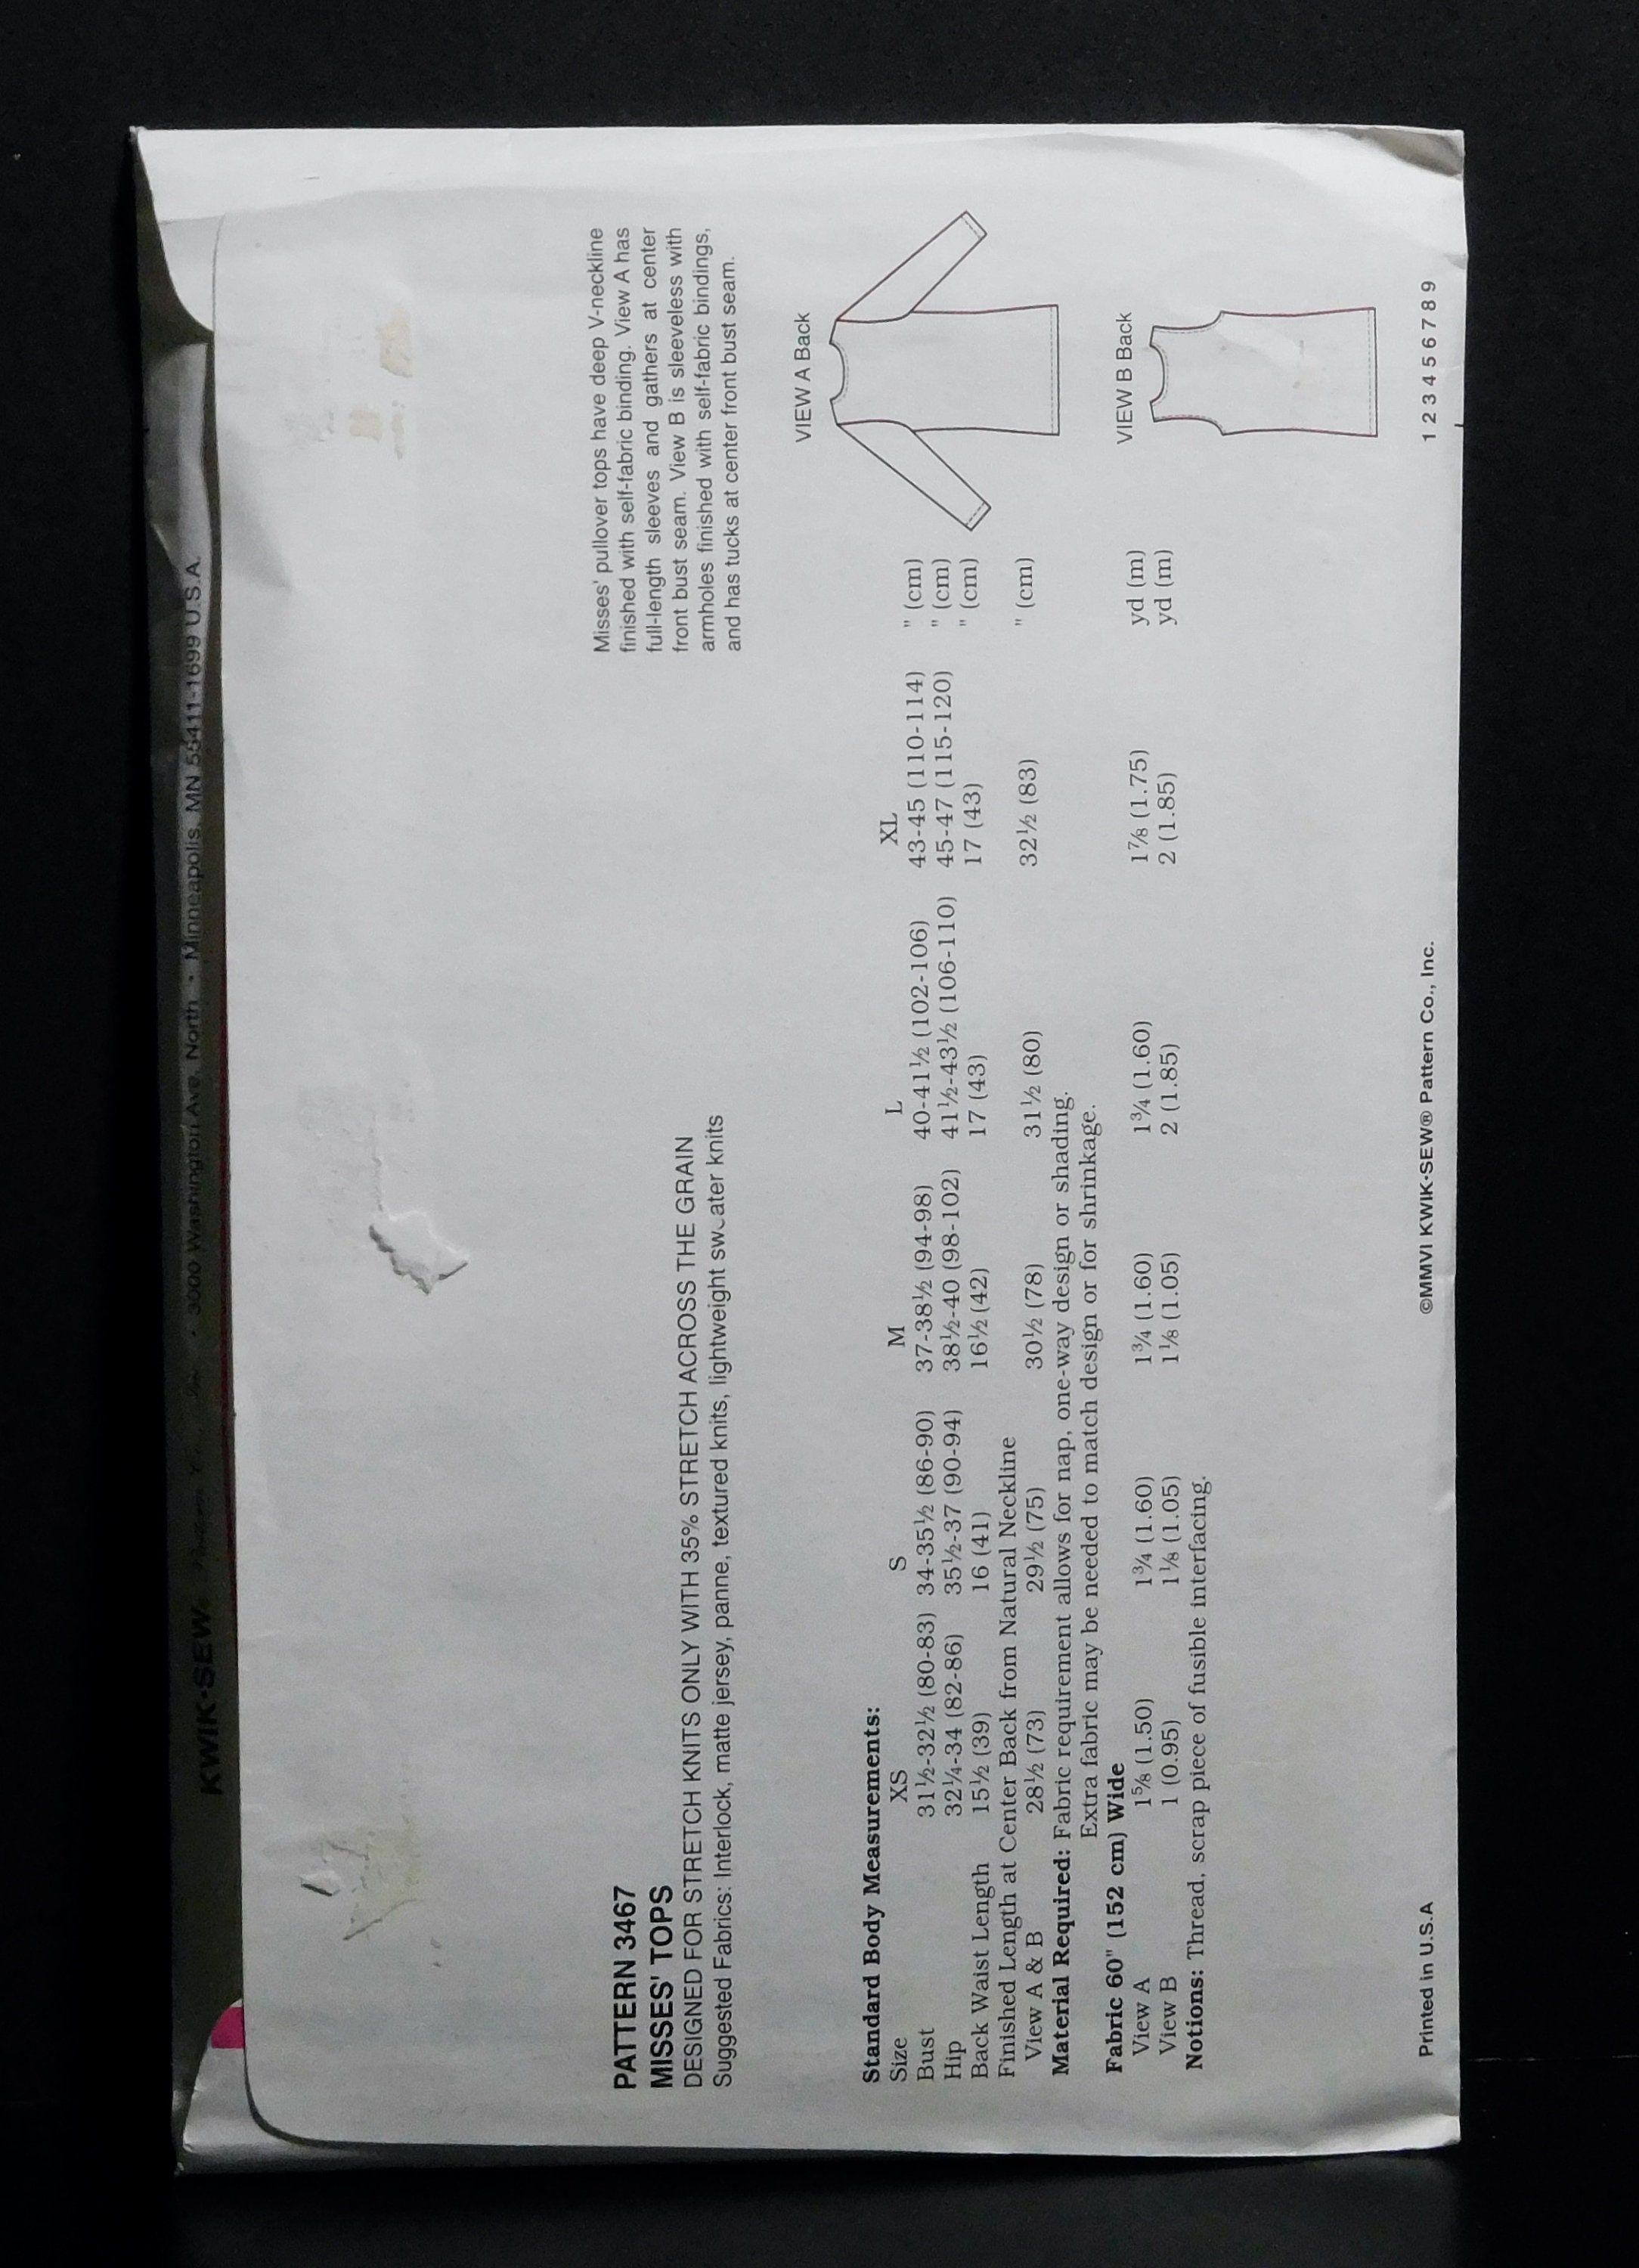 KWIK•SEW® 3000 Washington Ave. North • Minneapolis, MN 55411-1699 U.S.A.
Misses' pullover tops have deep V-neckline
finished with self-fabric binding. View A has
full-length sleeves and gathers at center
front bust seam. View B is sleeveless with
armholes finished with self-fabric bindings,
and has tucks at center front bust seam.
PATTERN 3467
MISSES' TOPS
DESIGNED FOR STRETCH KNITS ONLY WITH 35% STRETCH ACROSS THE GRAIN
Suggested Fabrics: Interlock, matte jersey, panne, textured knits, lightweight sweater knits
VIEW A Back
VIEW B Back
Standard Body Measurements:
Size XS S M L XL
Bust 31½-32½ (80-83) 34-35½ (86-90) 37-38½ (94-98) 40-41½ (102-106) 43-45 (110-114) " (cm)
Hip 32¼-34 (82-86) 35½-37 (90-94) 38½-40 (98-102) 41½-43½ (106-110) 45-47 (115-120) " (cm)
Back Waist Length 15½ (39) 16 (41) 16½ (42) 17 (43) 17 (43) " (cm)
Finished Length at Center Back from Natural Neckline
View A & B 28½ (73) 29½ (75) 30½ (78) 31½ (80) 32½ (83) " (cm)
Material Required: Fabric requirement allows for nap, one-way design or shading.
Extra fabric may be needed to match design or for shrinkage.
Fabric 60" (152 cm) Wide
View A 1⅝ (1.50) 1¾ (1.60) 1¾ (1.60) 1¾ (1.60) 1⅞ (1.75) yd (m)
View B 1 (0.95) 1⅛ (1.05) 1⅛ (1.05) 2 (1.85) 2 (1.85) yd (m)
Notions: Thread, scrap piece of fusible interfacing.
Printed in U.S.A ©MMVI KWIK•SEW® Pattern Co., Inc. 1 2 3 4 5 6 7 8 9